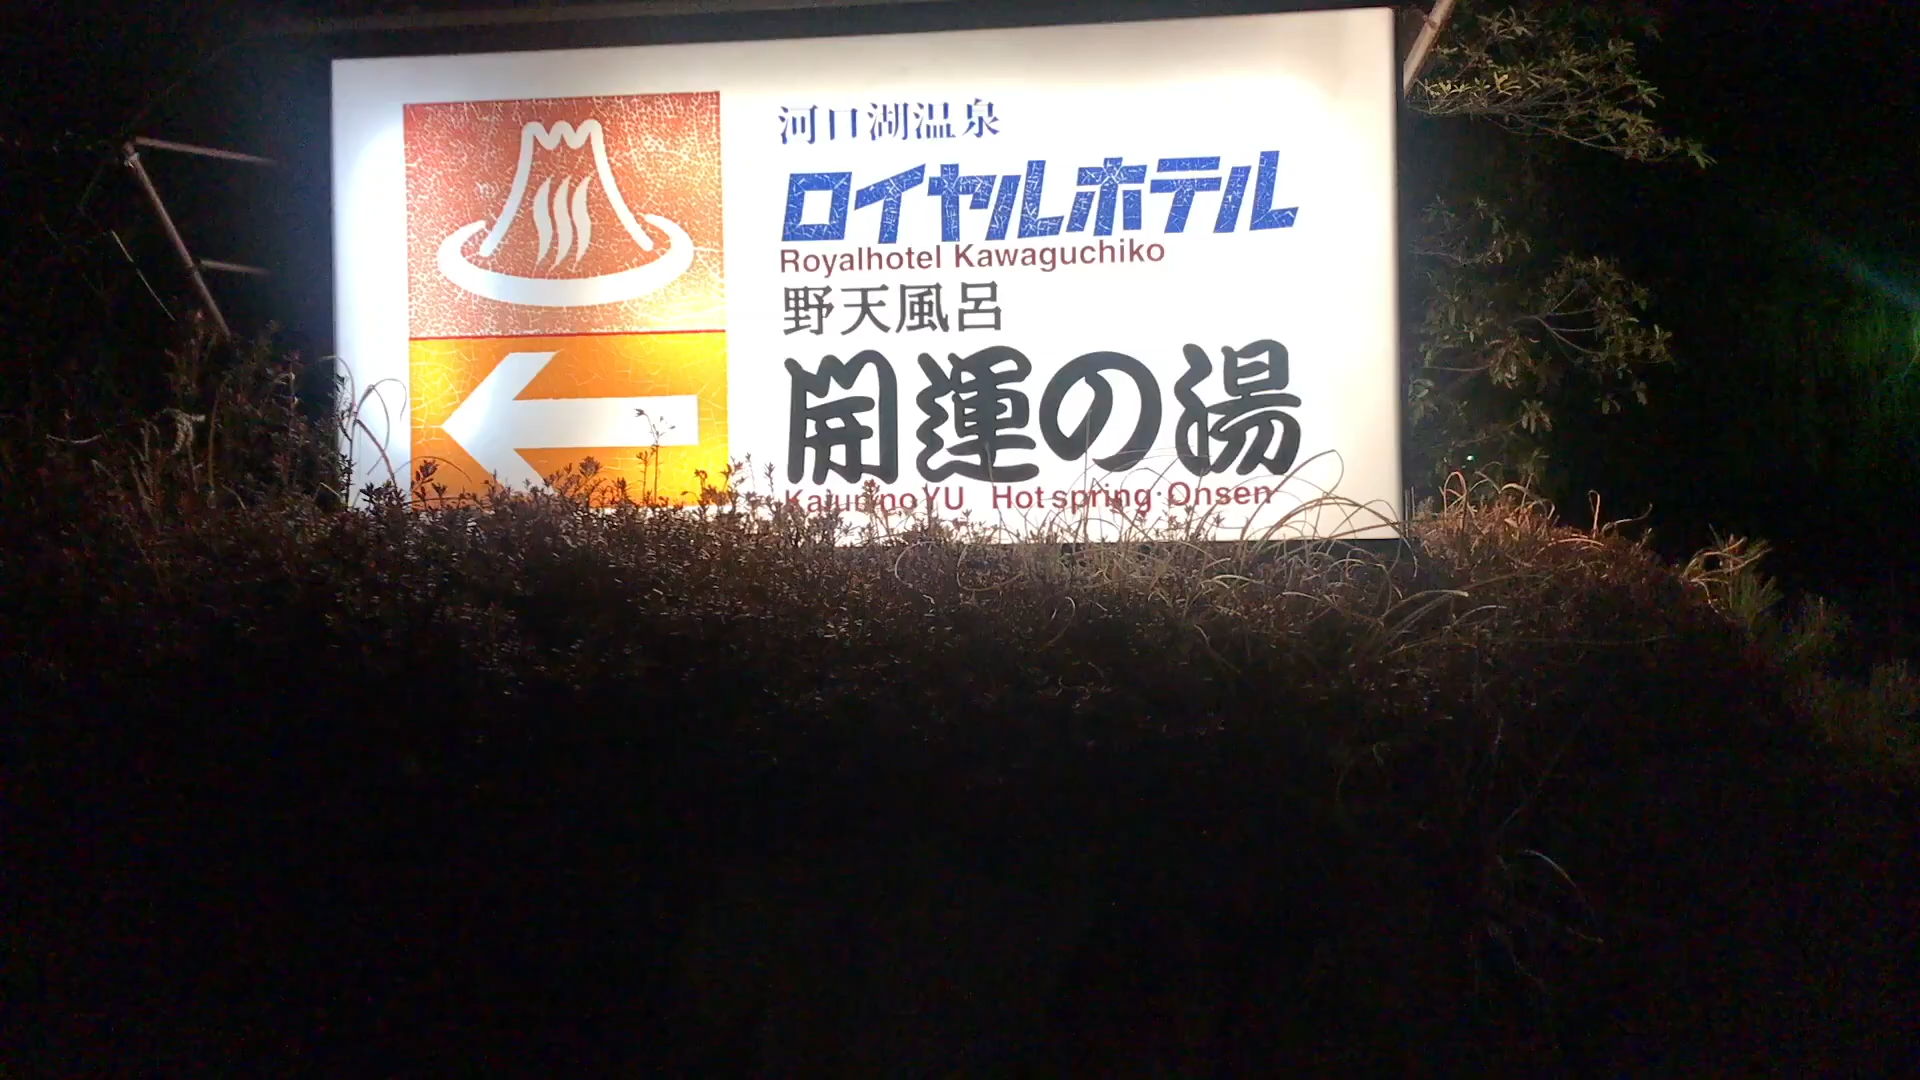 河口湖温泉
ロイヤルホテル
Royalhotel Kawaguchiko
野天風呂
開運の湯
Kaiun no YU Hot spring・Onsen